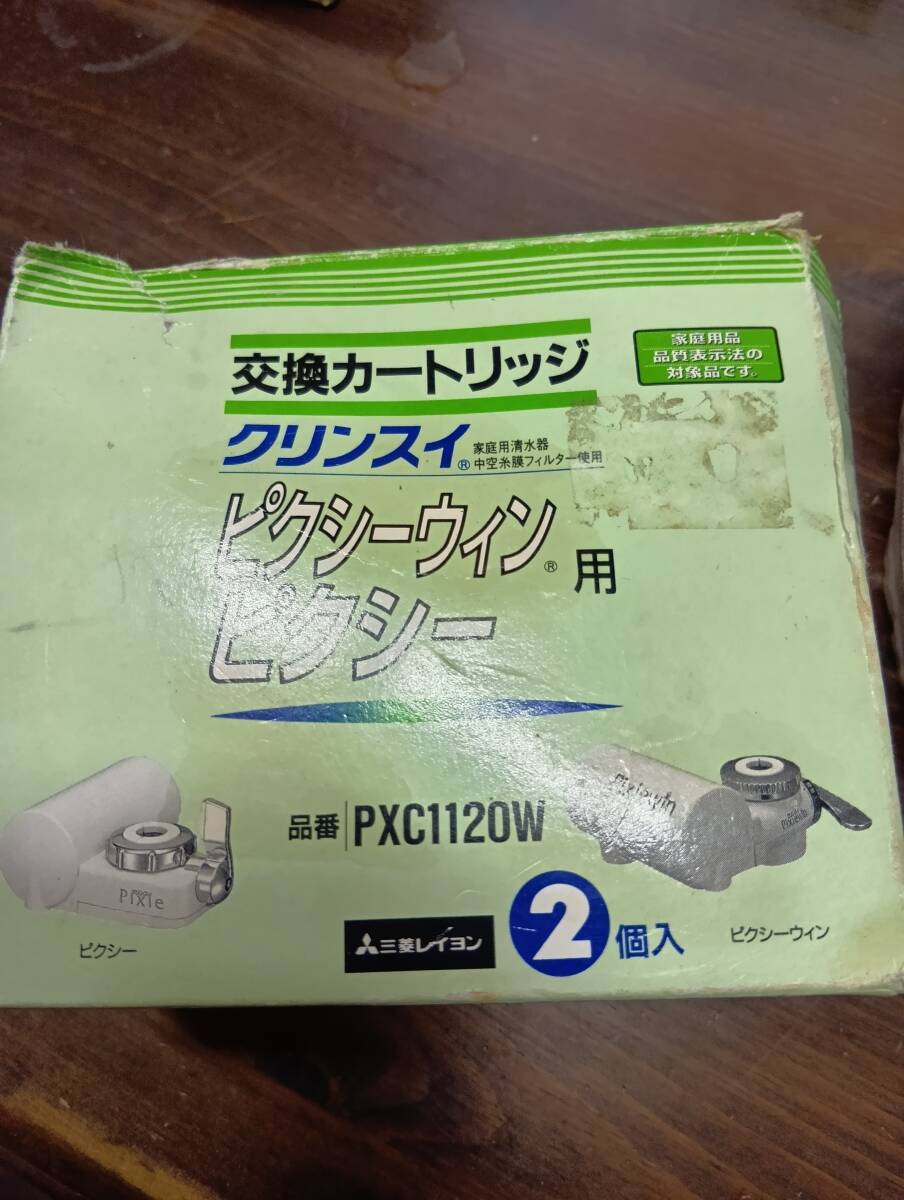 家庭用品
品質表示法の
対象品です。
交換カートリッジ
クリンスイ®
家庭用清水器
中空糸膜フィルター使用
ピクシーウィン®
ピクシー
用
品番 PXC1120W
Pixie
ピクシー
pixiewin
三菱レイヨン
2個入
ピクシーウィン